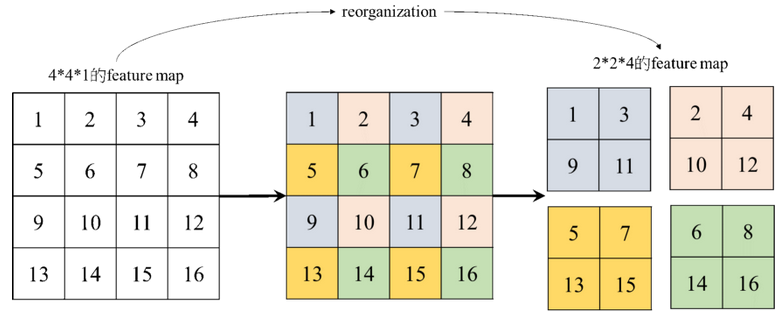 reorganization
4*4*1的feature map
2*2*4的feature map
1 2 3 4
5 6 7 8
9 10 11 12
13 14 15 16
1 2 3 4
5 6 7 8
9 10 11 12
13 14 15 16
1 3
9 11
2 4
10 12
5 7
13 15
6 8
14 16